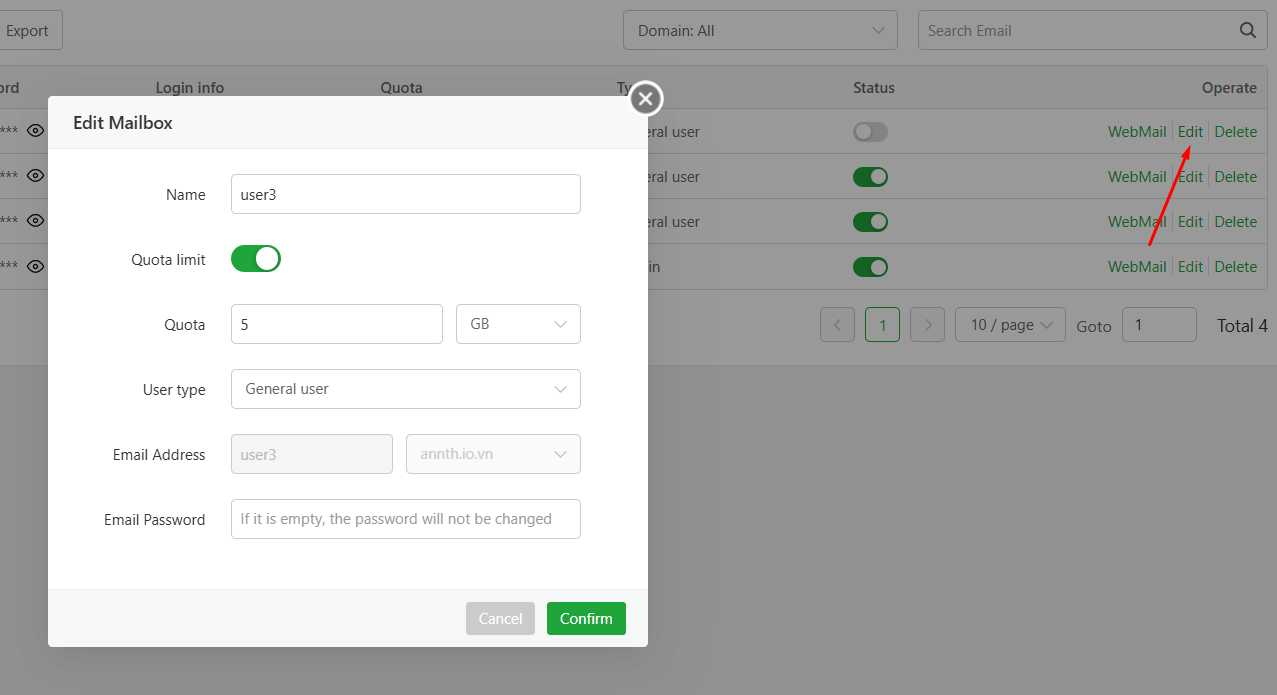 Export
Domain: All
Search Email
ord
Login info
Quota
Ty
Status
Operate
Edit Mailbox
*** eral user WebMail Edit Delete
*** eral user WebMail Edit Delete
*** eral user WebMail Edit Delete
*** in WebMail Edit Delete
10 / page
Goto
1
1
Total 4
Name
user3
Quota limit
Quota
5
GB
User type
General user
Email Address
user3
annth.io.vn
Email Password
If it is empty, the password will not be changed
Cancel
Confirm